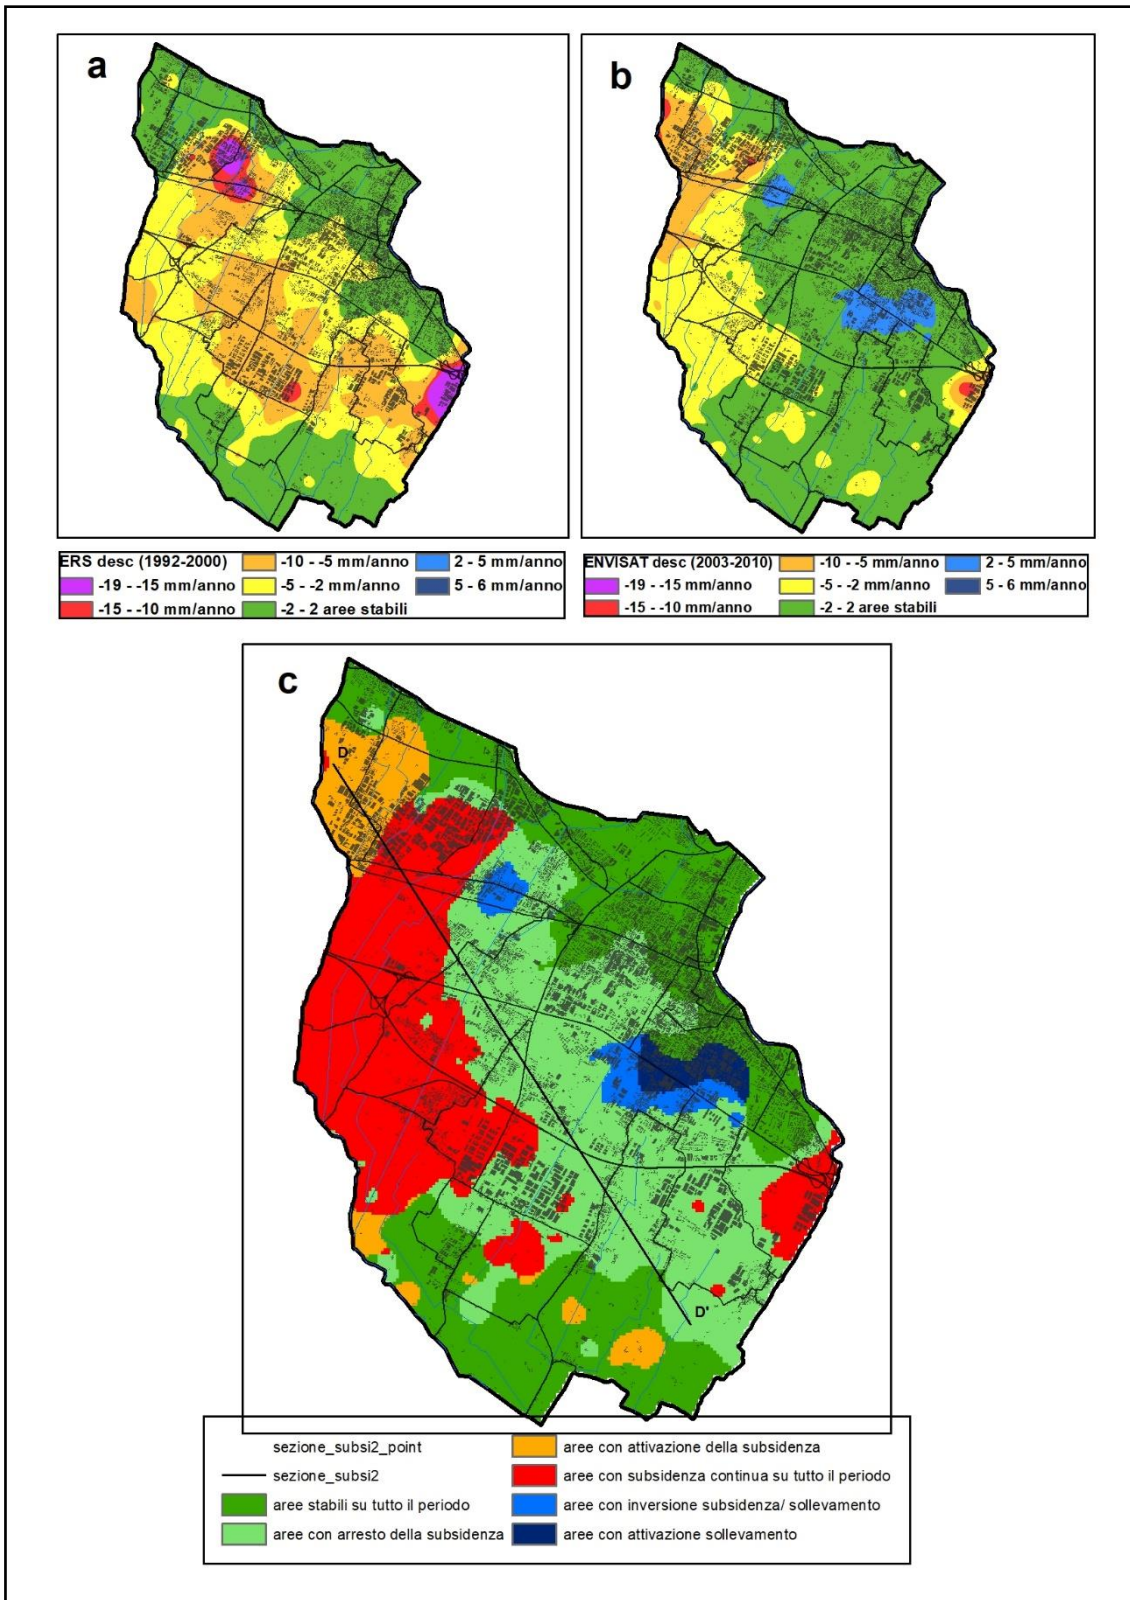 a
b
ERS desc (1992-2000)
-10 - -5 mm/anno
2 - 5 mm/anno
-19 - -15 mm/anno
-5 - -2 mm/anno
5 - 6 mm/anno
-15 - -10 mm/anno
-2 - 2 aree stabili
ENVISAT desc (2003-2010)
-10 - -5 mm/anno
2 - 5 mm/anno
-19 - -15 mm/anno
-5 - -2 mm/anno
5 - 6 mm/anno
-15 - -10 mm/anno
-2 - 2 aree stabili
c
D
D'
sezione_subsi2_point
sezione_subsi2
aree stabili su tutto il periodo
aree con arresto della subsidenza
aree con attivazione della subsidenza
aree con subsidenza continua su tutto il periodo
aree con inversione subsidenza/ sollevamento
aree con attivazione sollevamento